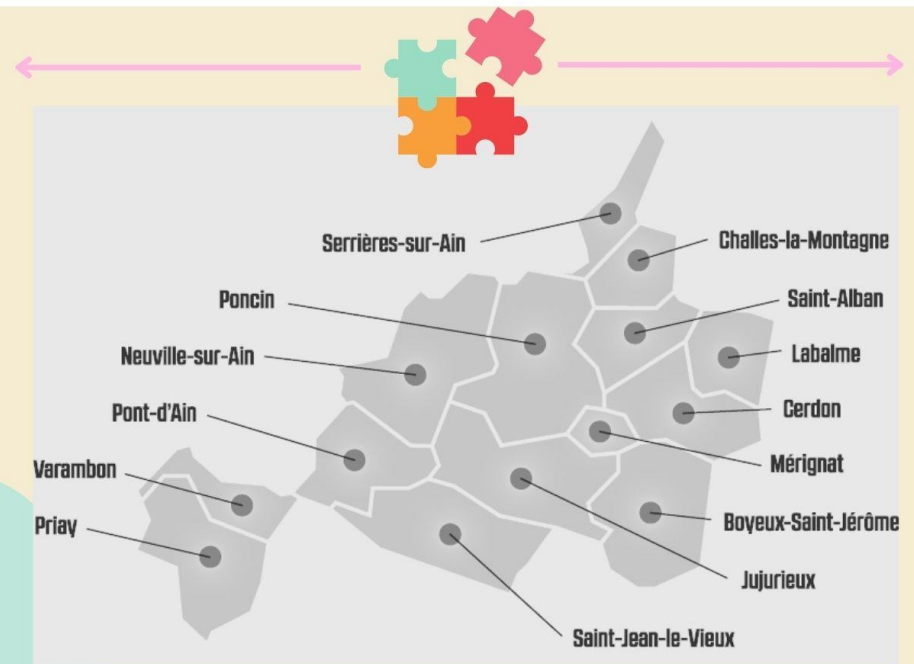 Serrières-sur-Ain
Challes-la-Montagne
Poncin
Saint-Alban
Neuville-sur-Ain
Labalme
Pont-d'Ain
Cerdon
Varambon
Mérignat
Priay
Boyeux-Saint-Jérôme
Jujurieux
Saint-Jean-le-Vieux